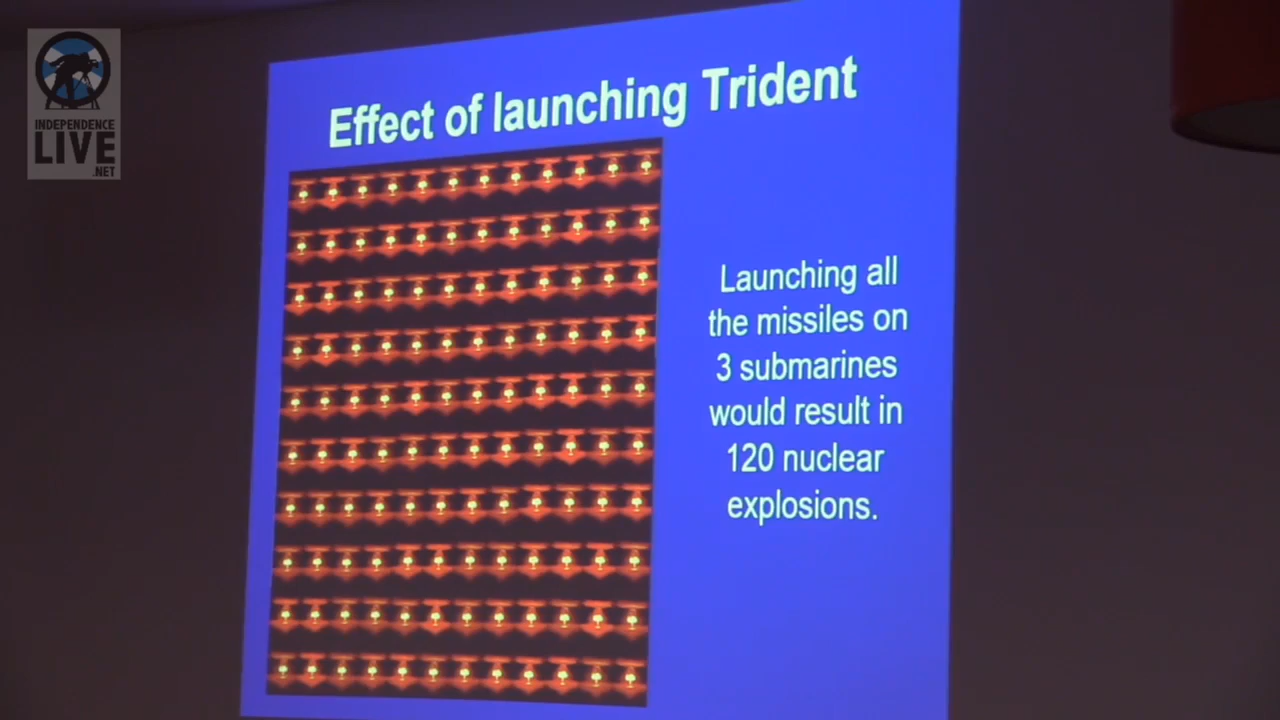 INDEPENDENCE
LIVE
.NET
Effect of launching Trident
Launching all
the missiles on
3 submarines
would result in
120 nuclear
explosions.